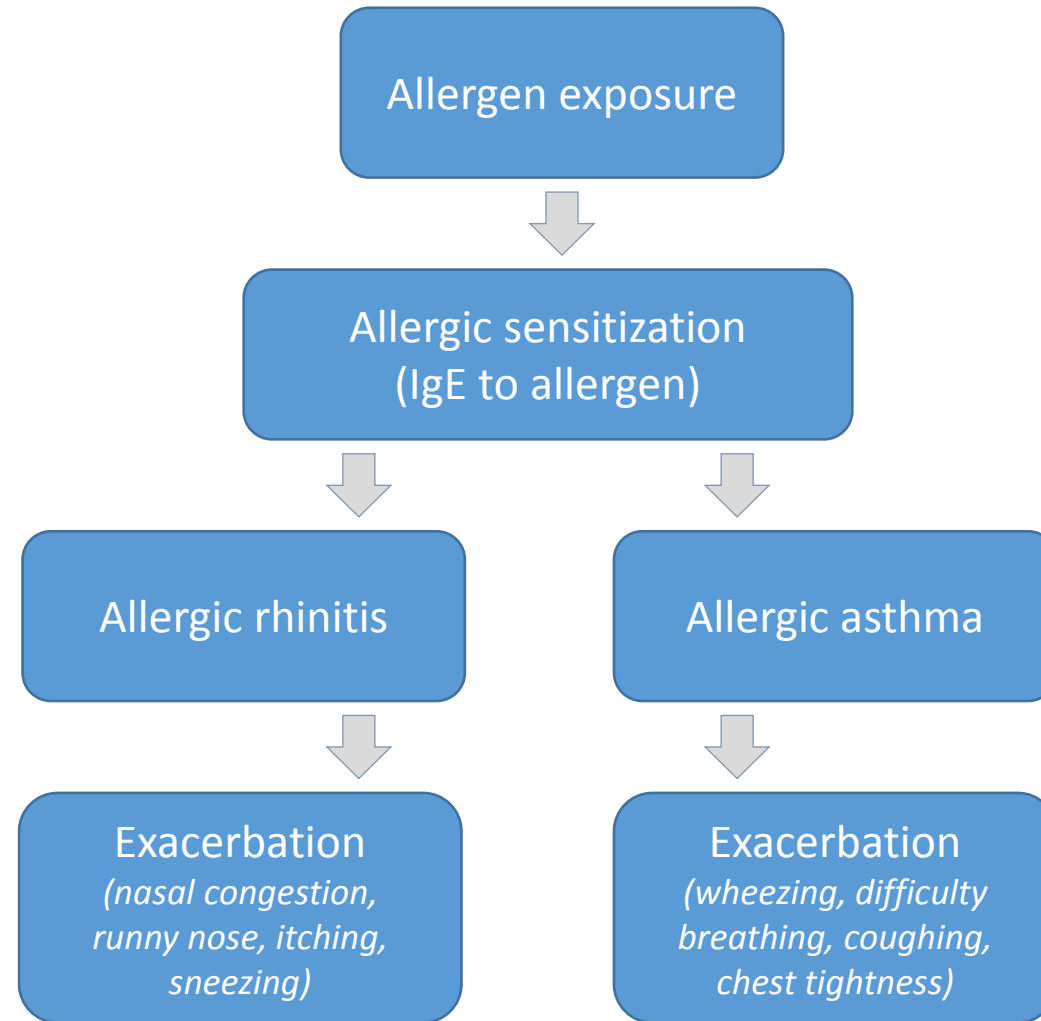 Allergen exposure
Allergic sensitization
(IgE to allergen)
Allergic rhinitis
Allergic asthma
Exacerbation
(nasal congestion,
runny nose, itching,
sneezing)
Exacerbation
(wheezing, difficulty
breathing, coughing,
chest tightness)